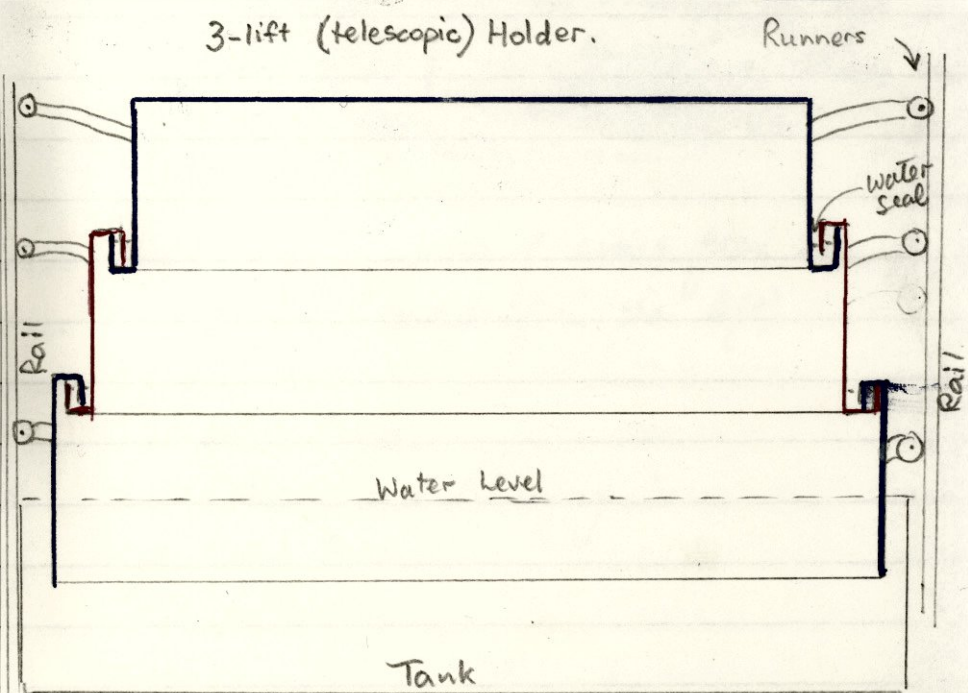 3-lift (telescopic) Holder.
Runners
water
seal
Rail
Rail
Water Level
Tank